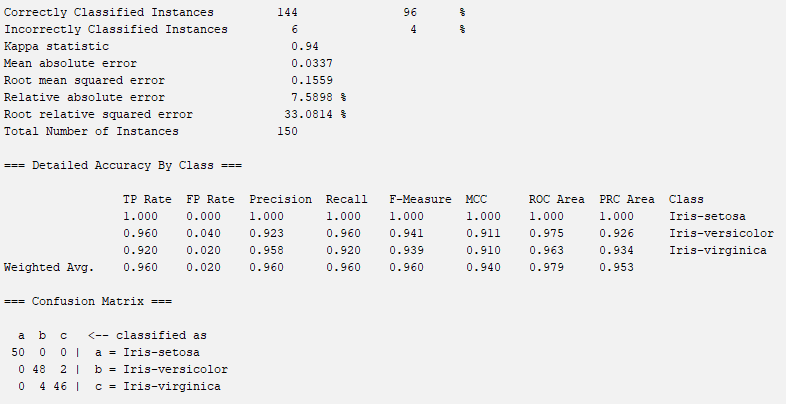 Correctly Classified Instances         144               96      %
Incorrectly Classified Instances         6                4      %
Kappa statistic                          0.94
Mean absolute error                      0.0337
Root mean squared error                  0.1559
Relative absolute error                  7.5898 %
Root relative squared error             33.0814 %
Total Number of Instances              150
=== Detailed Accuracy By Class ===
                 TP Rate  FP Rate  Precision  Recall   F-Measure  MCC      ROC Area  PRC Area  Class
                 1.000    0.000    1.000      1.000    1.000      1.000    1.000     1.000     Iris-setosa
                 0.960    0.040    0.923      0.960    0.941      0.911    0.975     0.926     Iris-versicolor
                 0.920    0.020    0.958      0.920    0.939      0.910    0.963     0.934     Iris-virginica
Weighted Avg.    0.960    0.020    0.960      0.960    0.960      0.940    0.979     0.953
=== Confusion Matrix ===
  a  b  c   <-- classified as
 50  0  0 |  a = Iris-setosa
  0 48  2 |  b = Iris-versicolor
  0  4 46 |  c = Iris-virginica